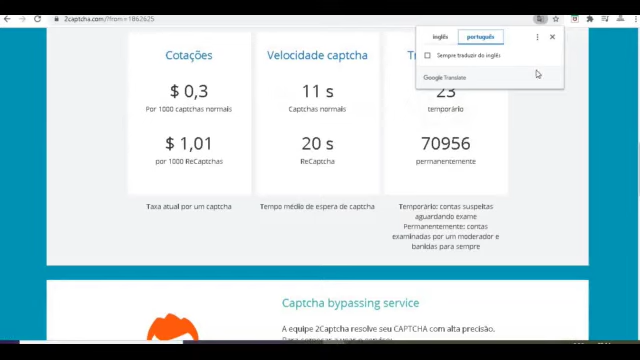 2captcha.com/?from=1862625
inglês português
Sempre traduzir do inglês
Google Translate
Cotações
$ 0,3
Por 1000 captchas normais
$ 1,01
por 1000 ReCaptchas
Taxa atual por um captcha
Velocidade captcha
11 s
Captchas normais
20 s
ReCaptcha
Tempo médio de espera de captcha
23
temporário
70956
permanentemente
Temporário: contas suspeitas
aguardando exame
Permanentemente: contas
examinadas por um moderador e
banidas para sempre
Captcha bypassing service
A equipe 2Captcha resolve seu CAPTCHA com alta precisão.